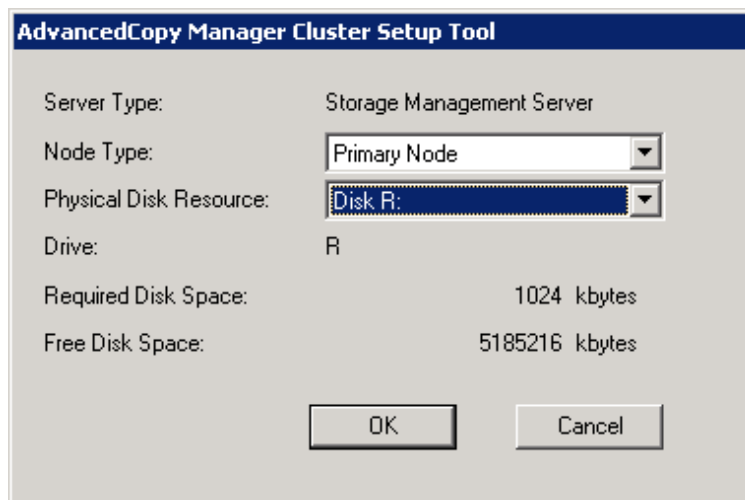 AdvancedCopy Manager Cluster Setup Tool
Server Type: Storage Management Server
Node Type: Primary Node
Physical Disk Resource: Disk R:
Drive: R
Required Disk Space: 1024 kbytes
Free Disk Space: 5185216 kbytes
OK Cancel